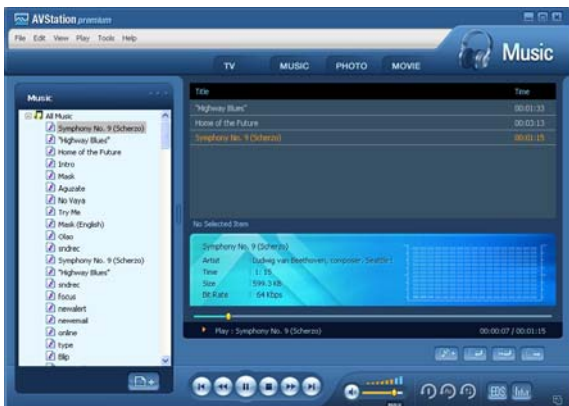 AVStation premium
File Edit View Play Tools Help
Music
TV MUSIC PHOTO MOVIE
Music
All Music
Symphony No. 9 (Scherzo)
"Highway Blues"
Home of the Future
Intro
Mask
Aguzate
No Vaya
Try Me
Mask (English)
Olao
sndrec
Symphony No. 9 (Scherzo)
"Highway Blues"
sndrec
focus
newalert
newemail
online
type
Blip
Title Time
"Highway Blues" 00:01:33
Home of the Future 00:03:13
Symphony No. 9 (Scherzo) 00:01:15
No Selected Item
Symphony No. 9 (Scherzo)
Artist : Ludwig van Beethoven, composer. Seattle
Time : 1: 15
Size : 599.3 KB
Bit Rate : 64 Kbps
Play : Symphony No. 9 (Scherzo) 00:00:07 / 00:01:15
EDS